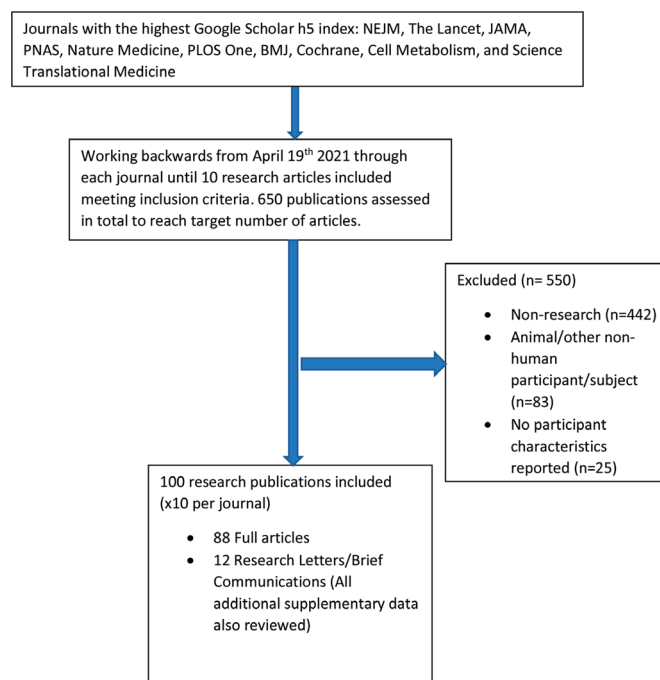 Journals with the highest Google Scholar h5 index: NEJM, The Lancet, JAMA,
PNAS, Nature Medicine, PLOS One, BMJ, Cochrane, Cell Metabolism, and Science
Translational Medicine
Working backwards from April 19th 2021 through
each journal until 10 research articles included
meeting inclusion criteria. 650 publications assessed
in total to reach target number of articles.
Excluded (n= 550)
• Non-research (n=442)
• Animal/other non-
human
participant/subject
(n=83)
• No participant
characteristics
reported (n=25)
100 research publications included
(x10 per journal)
• 88 Full articles
• 12 Research Letters/Brief
Communications (All
additional supplementary data
also reviewed)